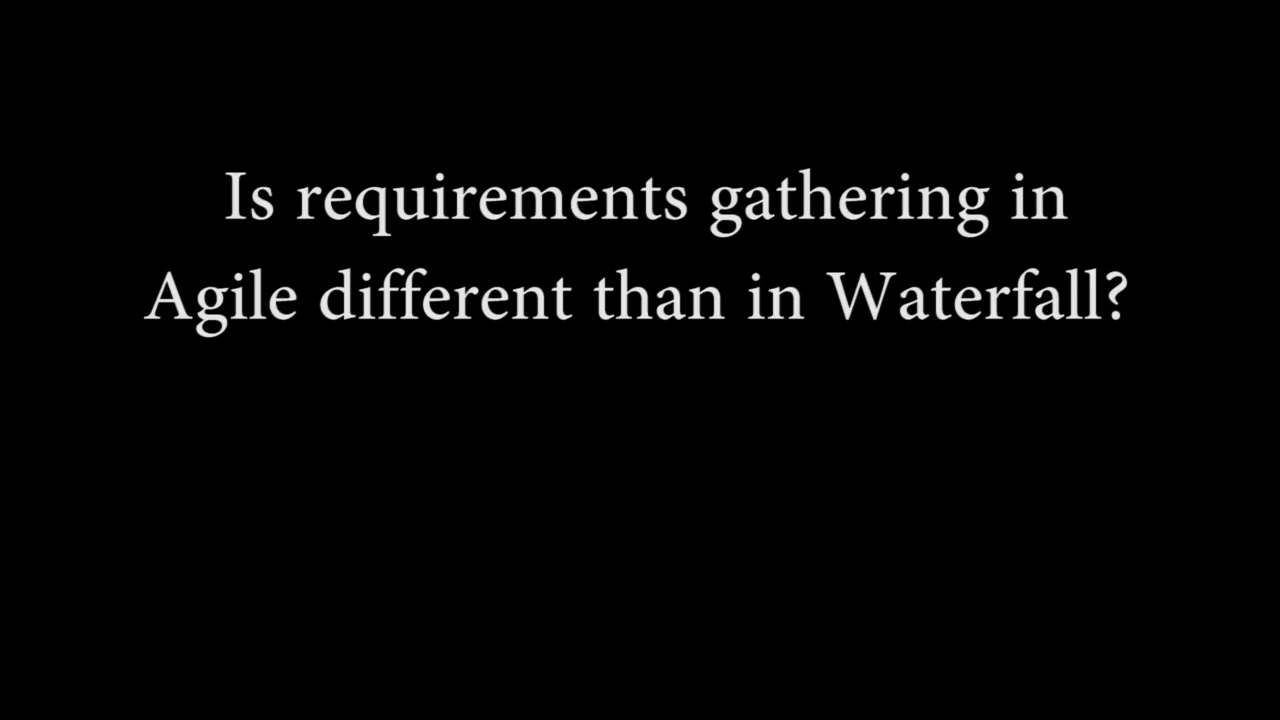 Is requirements gathering in
Agile different than in Waterfall?